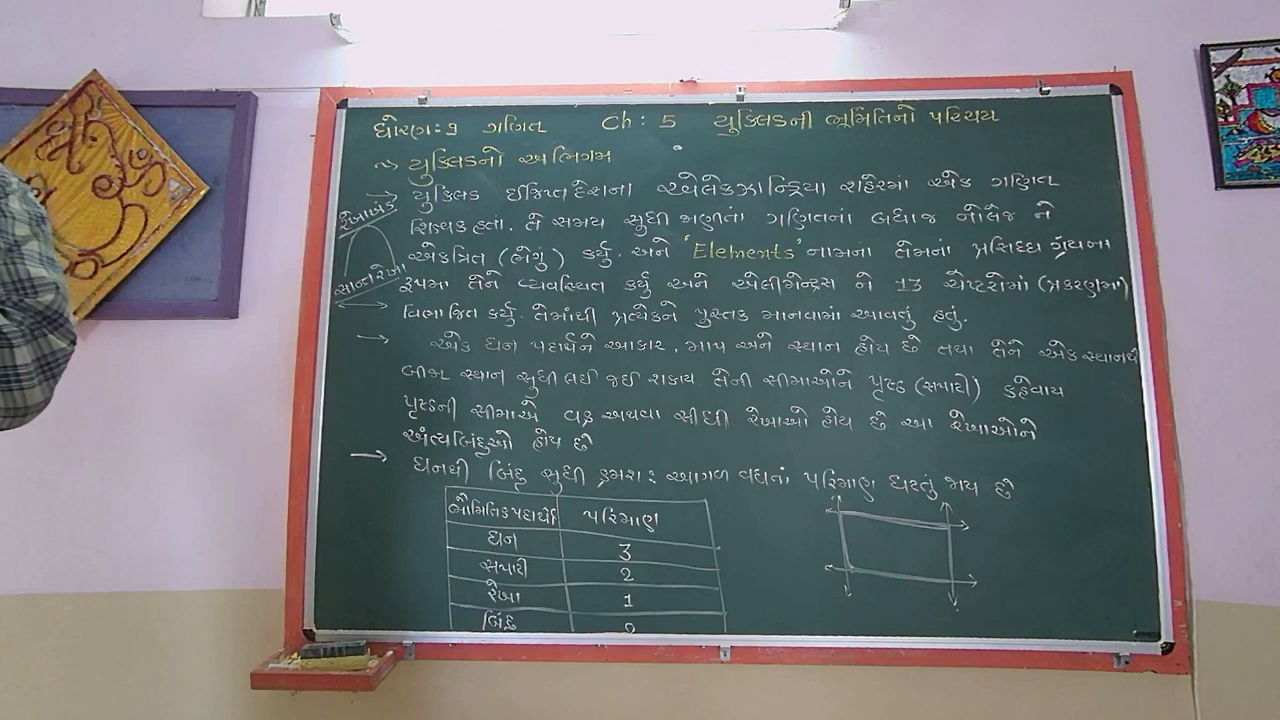 ધોરણ: 9 ગણિત Ch: 5 યુક્લિડની ભૂમિતિનો પરિચય
~> યુક્લિડનો અભિગમ
→ યુક્લિડ ઈજિપ્ત દેશના એલેકઝાન્ડ્રિયા શહેરમાં એક ગણિત
શિક્ષક હતાં. તે સમય સુધી જાણીતાં ગણિતનાં બધા જ નોલેજ ને
એકત્રિત (ભેગું) કર્યું. અને 'Elements' નામનાં તેમનાં પ્રસિદ્ધ ગ્રંથના
રૂપમાં તેને વ્યવસ્થિત કર્યું અને એલીમેન્ટ્સ ને 13 ચેપ્ટરોમાં (પ્રકરણમાં)
→ વિભાજિત કર્યું. તેમાંથી પ્રત્યેકને પુસ્તક માનવામાં આવતું હતું.
→ એક ઘન પદાર્થને આકાર, માપ અને સ્થાન હોય છે તથા તેને એક સ્થાનથી
બીજા સ્થાન સુધી લઈ જઈ શકાય તેની સીમાઓને પૃષ્ઠ (સપાટી) કહેવાય
પૃષ્ઠની સીમાએ વક્ર અથવા સીધી રેખાઓ હોય છે આ રેખાઓને
અંત્યબિંદુઓ હોય છે
→ ઘનથી બિંદુ સુધી ક્રમશ: આગળ વધતાં પરિમાણ ઘટતું જાય છે
રેખાખંડ
સાન્તરેખા
ભૌમિતિક પદાર્થો પરિમાણ
ઘન 3
સપાટી 2
રેખા 1
બિંદુ 0